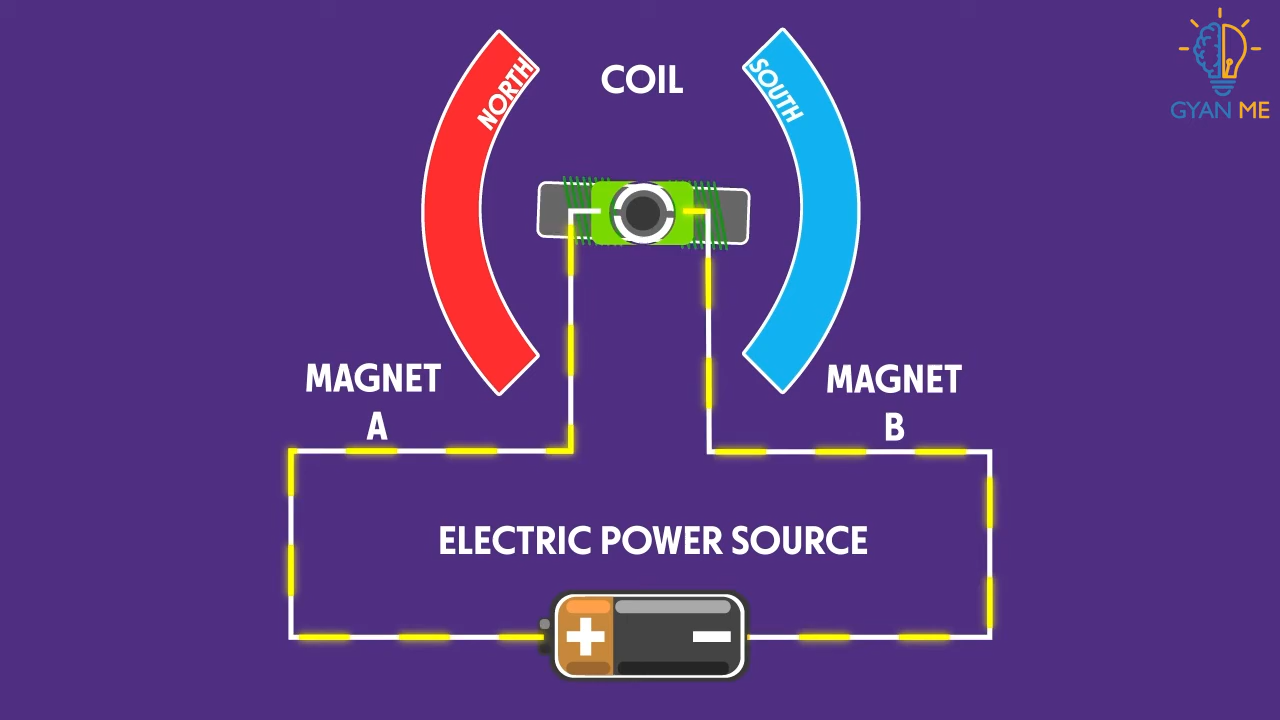 NORTH
COIL
SOUTH
GYAN ME
MAGNET
A
MAGNET
B
ELECTRIC POWER SOURCE
+ −